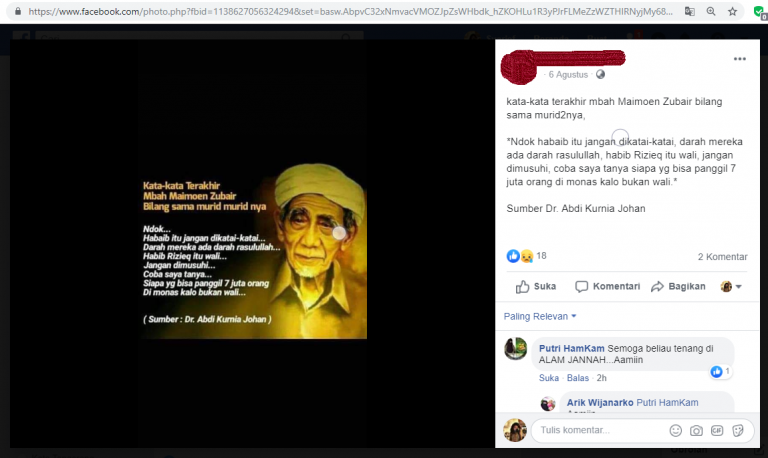 https://www.facebook.com/photo.php?fbid=1138627056324294&set=basw.AbpvC32xNmvacVMOZJpZsWHbdk_hZKOHLu1R3yPJrFLMeZzWZTHIRNyjMy68...
Kata-kata Terakhir
Mbah Maimoen Zubair
Bilang sama murid murid nya
Ndok...
Habaib itu jangan dikatai-katai...
Darah mereka ada darah rasulullah...
Habib Rizieq itu wali...
Jangan dimusuhi...
Coba saya tanya...
Siapa yg bisa panggil 7 juta orang
Di monas kalo bukan wali...
( Sumber : Dr. Abdi Kurnia Johan )
6 Agustus
kata-kata terakhir mbah Maimoen Zubair bilang
sama murid2nya,
*Ndok habaib itu jangan dikatai-katai, darah mereka
ada darah rasulullah, habib Rizieq itu wali, jangan
dimusuhi, coba saya tanya siapa yg bisa panggil 7
juta orang di monas kalo bukan wali.*
Sumber Dr. Abdi Kurnia Johan
18
2 Komentar
Suka Komentari Bagikan
Paling Relevan
Putri HamKam Semoga beliau tenang di
ALAM JANNAH...Aamiin
1
Suka · Balas · 2h
Arik Wijanarko Putri HamKam
Tulis komentar...
GIF